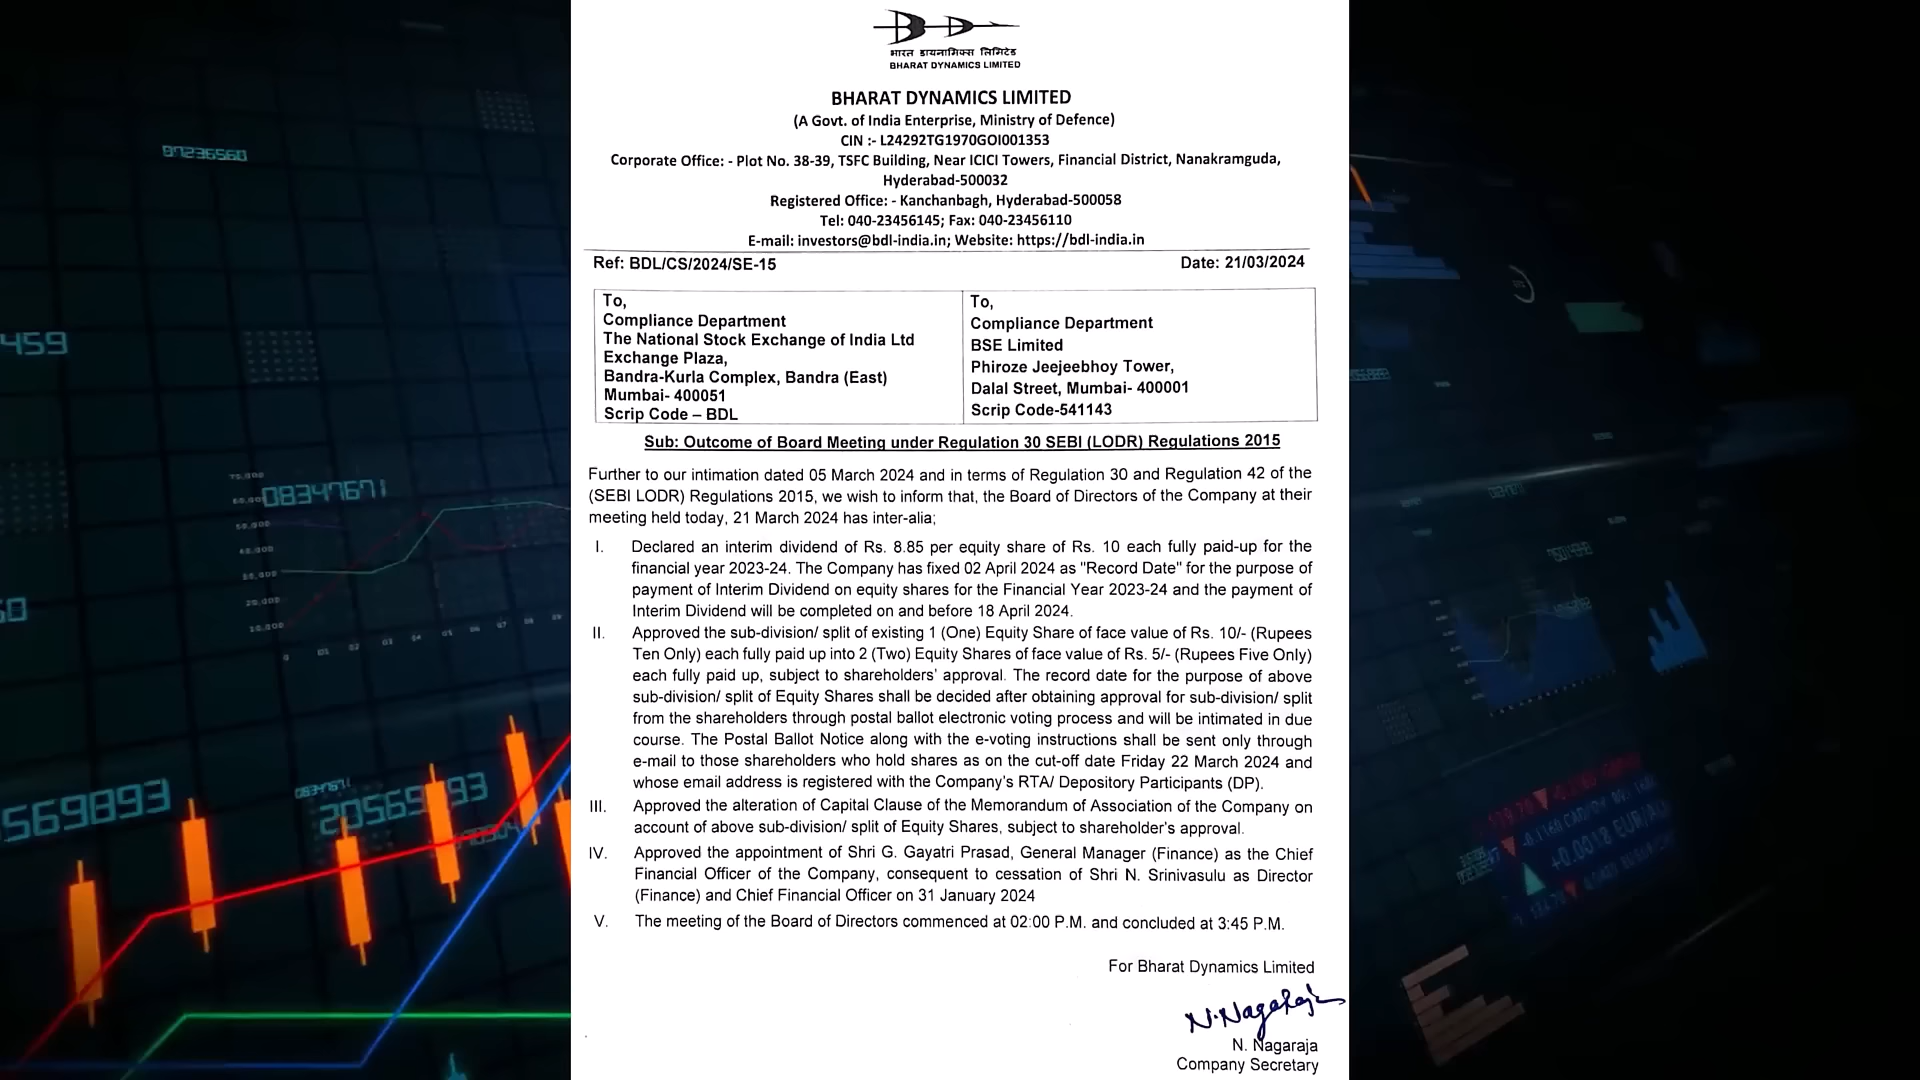 भारत डायनामिक्स लिमिटेड
BHARAT DYNAMICS LIMITED
BHARAT DYNAMICS LIMITED
(A Govt. of India Enterprise, Ministry of Defence)
CIN :- L24292TG1970GOI001353
Corporate Office: - Plot No. 38-39, TSFC Building, Near ICICI Towers, Financial District, Nanakramguda,
Hyderabad-500032
Registered Office: - Kanchanbagh, Hyderabad-500058
Tel: 040-23456145; Fax: 040-23456110
E-mail: investors@bdl-india.in; Website: https://bdl-india.in
Ref: BDL/CS/2024/SE-15
Date: 21/03/2024
To,
Compliance Department
The National Stock Exchange of India Ltd
Exchange Plaza,
Bandra-Kurla Complex, Bandra (East)
Mumbai- 400051
Scrip Code – BDL
To,
Compliance Department
BSE Limited
Phiroze Jeejeebhoy Tower,
Dalal Street, Mumbai- 400001
Scrip Code-541143
Sub: Outcome of Board Meeting under Regulation 30 SEBI (LODR) Regulations 2015
Further to our intimation dated 05 March 2024 and in terms of Regulation 30 and Regulation 42 of the
(SEBI LODR) Regulations 2015, we wish to inform that, the Board of Directors of the Company at their
meeting held today, 21 March 2024 has inter-alia;
I. Declared an interim dividend of Rs. 8.85 per equity share of Rs. 10 each fully paid-up for the
financial year 2023-24. The Company has fixed 02 April 2024 as "Record Date" for the purpose of
payment of Interim Dividend on equity shares for the Financial Year 2023-24 and the payment of
Interim Dividend will be completed on and before 18 April 2024.
II. Approved the sub-division/ split of existing 1 (One) Equity Share of face value of Rs. 10/- (Rupees
Ten Only) each fully paid up into 2 (Two) Equity Shares of face value of Rs. 5/- (Rupees Five Only)
each fully paid up, subject to shareholders' approval. The record date for the purpose of above
sub-division/ split of Equity Shares shall be decided after obtaining approval for sub-division/ split
from the shareholders through postal ballot electronic voting process and will be intimated in due
course. The Postal Ballot Notice along with the e-voting instructions shall be sent only through
e-mail to those shareholders who hold shares as on the cut-off date Friday 22 March 2024 and
whose email address is registered with the Company's RTA/ Depository Participants (DP).
III. Approved the alteration of Capital Clause of the Memorandum of Association of the Company on
account of above sub-division/ split of Equity Shares, subject to shareholder's approval.
IV. Approved the appointment of Shri G. Gayatri Prasad, General Manager (Finance) as the Chief
Financial Officer of the Company, consequent to cessation of Shri N. Srinivasulu as Director
(Finance) and Chief Financial Officer on 31 January 2024
V. The meeting of the Board of Directors commenced at 02:00 P.M. and concluded at 3:45 P.M.
For Bharat Dynamics Limited
N. Nagaraja
N. Nagaraja
Company Secretary
97236560
459
08347671
569893